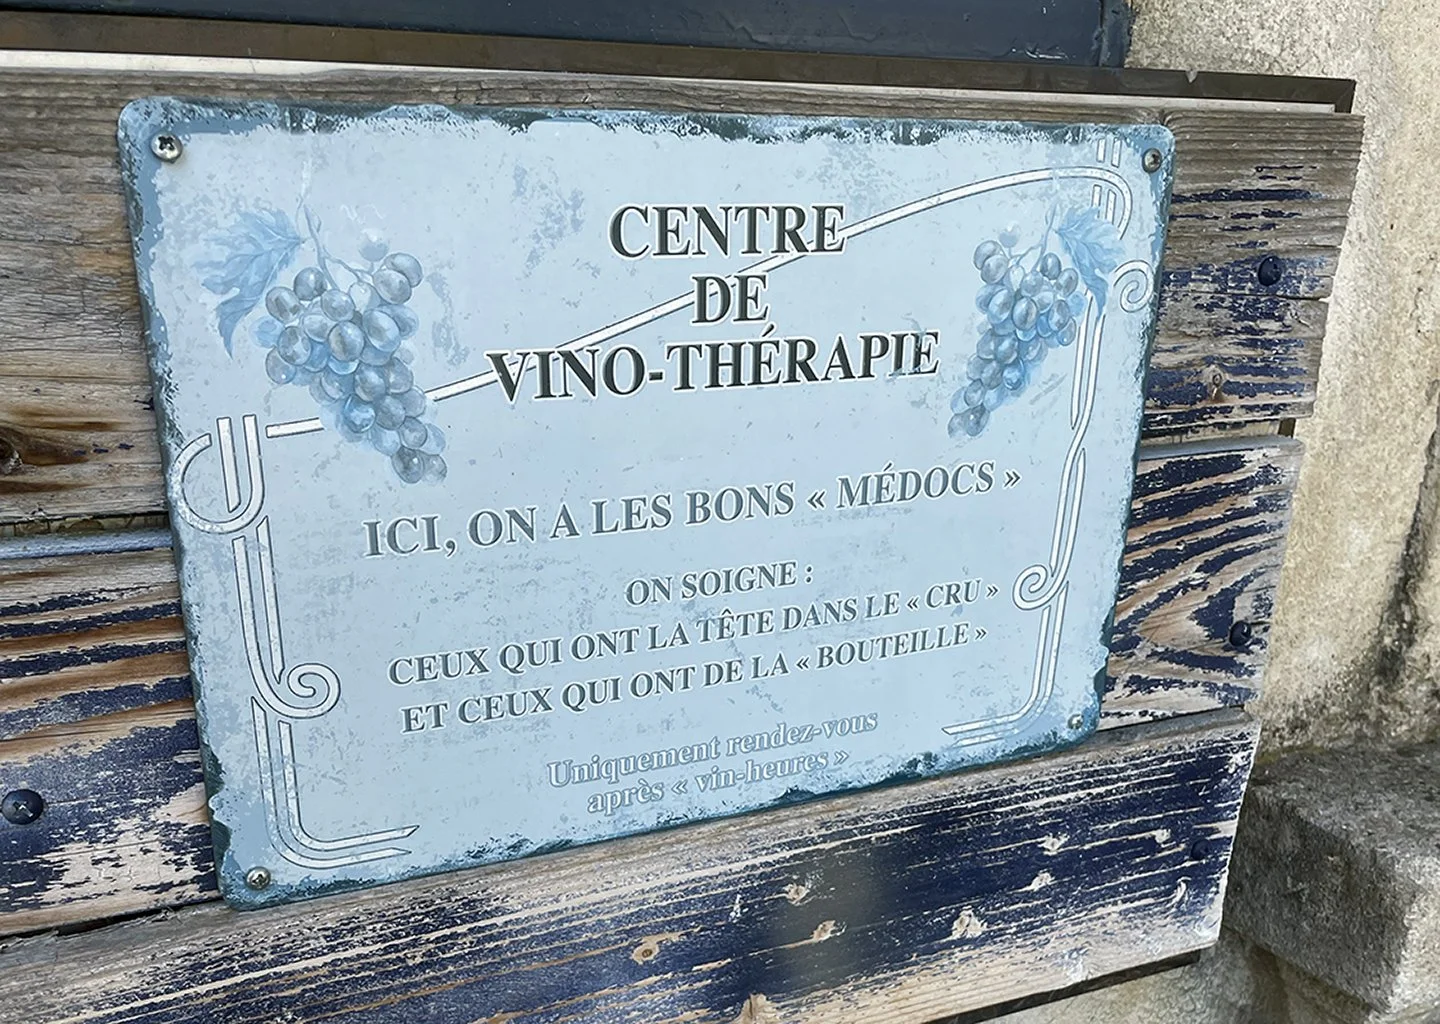 CENTRE
DE
VINO-THÉRAPIE
ICI, ON A LES BONS « MÉDOCS »
ON SOIGNE :
CEUX QUI ONT LA TÊTE DANS LE « CRU »
ET CEUX QUI ONT DE LA « BOUTEILLE »
Uniquement rendez-vous
après « vin-heures »